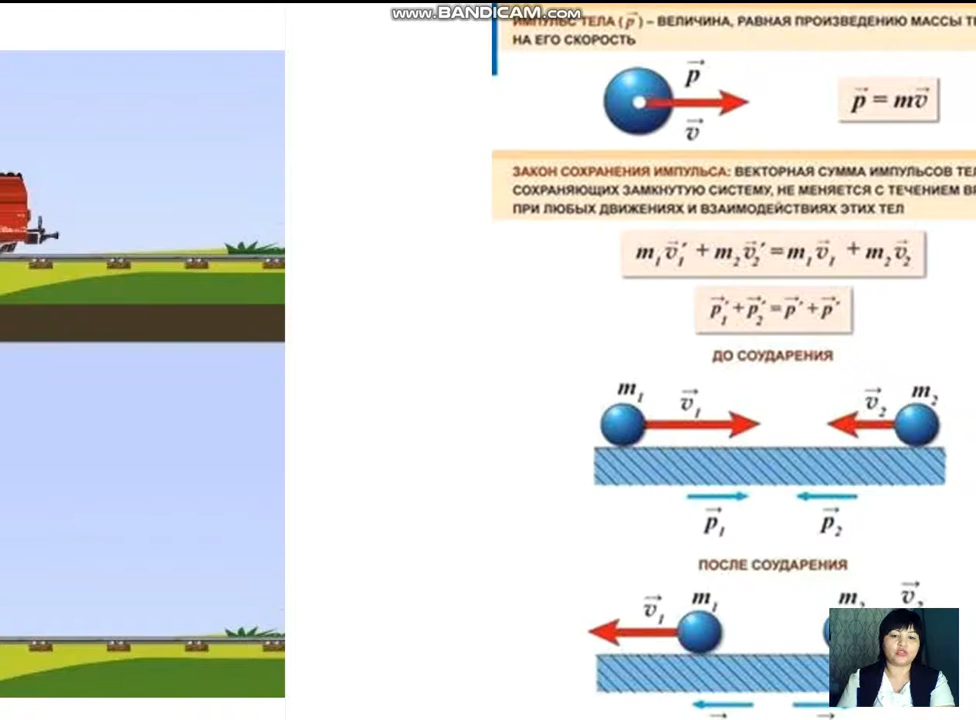 www.BANDICAM.com
ИМПУЛЬС ТЕЛА (p⃗) – ВЕЛИЧИНА, РАВНАЯ ПРОИЗВЕДЕНИЮ МАССЫ
НА ЕГО СКОРОСТЬ
p⃗
p⃗ = mv⃗
v⃗
ЗАКОН СОХРАНЕНИЯ ИМПУЛЬСА: ВЕКТОРНАЯ СУММА ИМПУЛЬСОВ
СОХРАНЯЮЩИХ ЗАМКНУТУЮ СИСТЕМУ, НЕ МЕНЯЕТСЯ С ТЕЧЕНИЕМ
ПРИ ЛЮБЫХ ДВИЖЕНИЯХ И ВЗАИМОДЕЙСТВИЯХ ЭТИХ ТЕЛ
m₁v⃗₁′ + m₂v⃗₂′ = m₁v⃗₁ + m₂v⃗₂
p⃗₁′ + p⃗₂′ = p⃗′ + p⃗′
ДО СОУДАРЕНИЯ
m₁ v⃗₁ v⃗₂ m₂
p⃗₁ p⃗₂
ПОСЛЕ СОУДАРЕНИЯ
v⃗₁ m₁